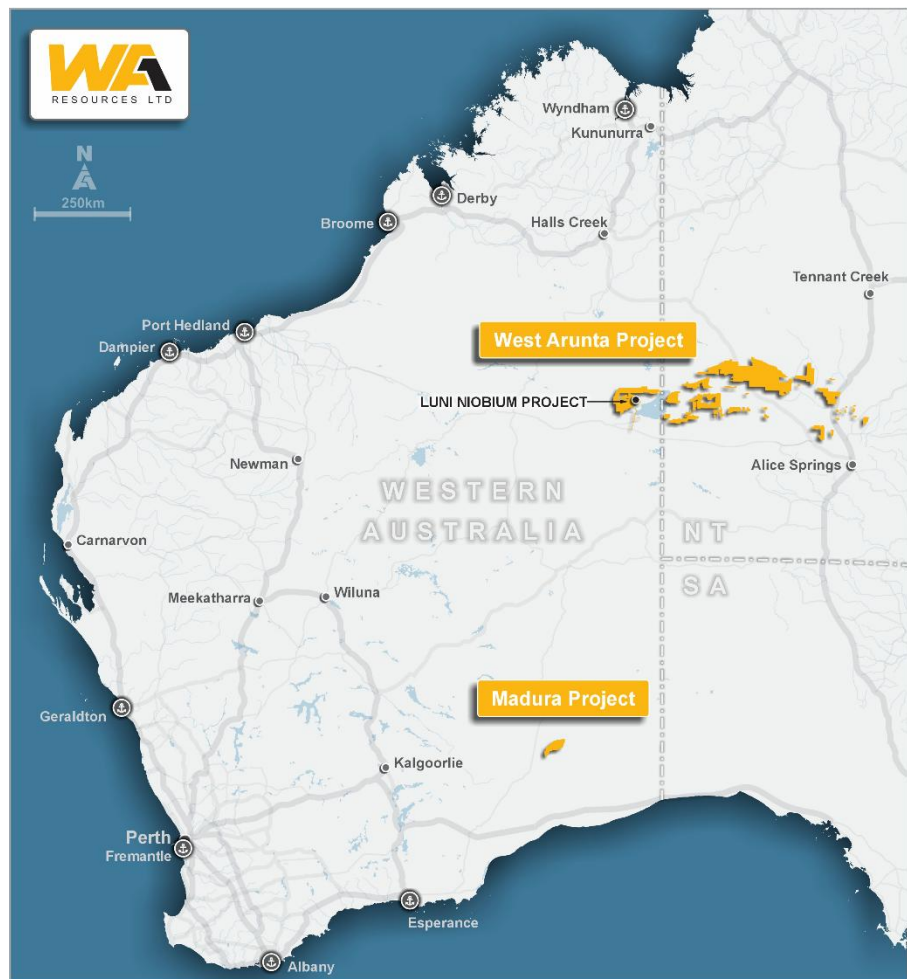 WA1
RESOURCES LTD
N
250km
Wyndham
Kununurra
Derby
Broome
Halls Creek
Tennant Creek
Port Hedland
Dampier
West Arunta Project
LUNI NIOBIUM PROJECT
Newman
Alice Springs
WESTERN
AUSTRALIA
NT
SA
Carnarvon
Meekatharra
Wiluna
Madura Project
Geraldton
Kalgoorlie
Perth
Fremantle
Esperance
Albany